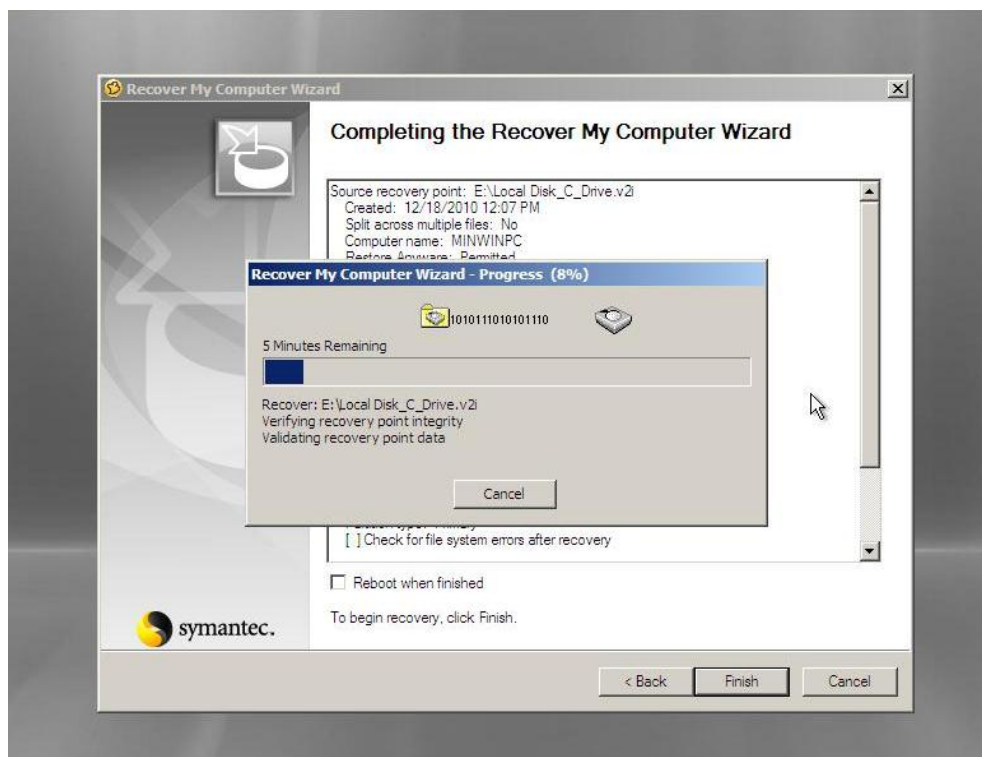 Recover My Computer Wizard
Completing the Recover My Computer Wizard
Source recovery point: E:\Local Disk_C_Drive.v2i
Created: 12/18/2010 12:07 PM
Split across multiple files: No
Computer name: MINWINPC
Restore Anyware: Permitted
Recover My Computer Wizard - Progress (8%)
1010111010101110
5 Minutes Remaining
Recover: E:\Local Disk_C_Drive.v2i
Verifying recovery point integrity
Validating recovery point data
Cancel
[ ] Check for file system errors after recovery
Reboot when finished
To begin recovery, click Finish.
symantec.
< Back Finish Cancel